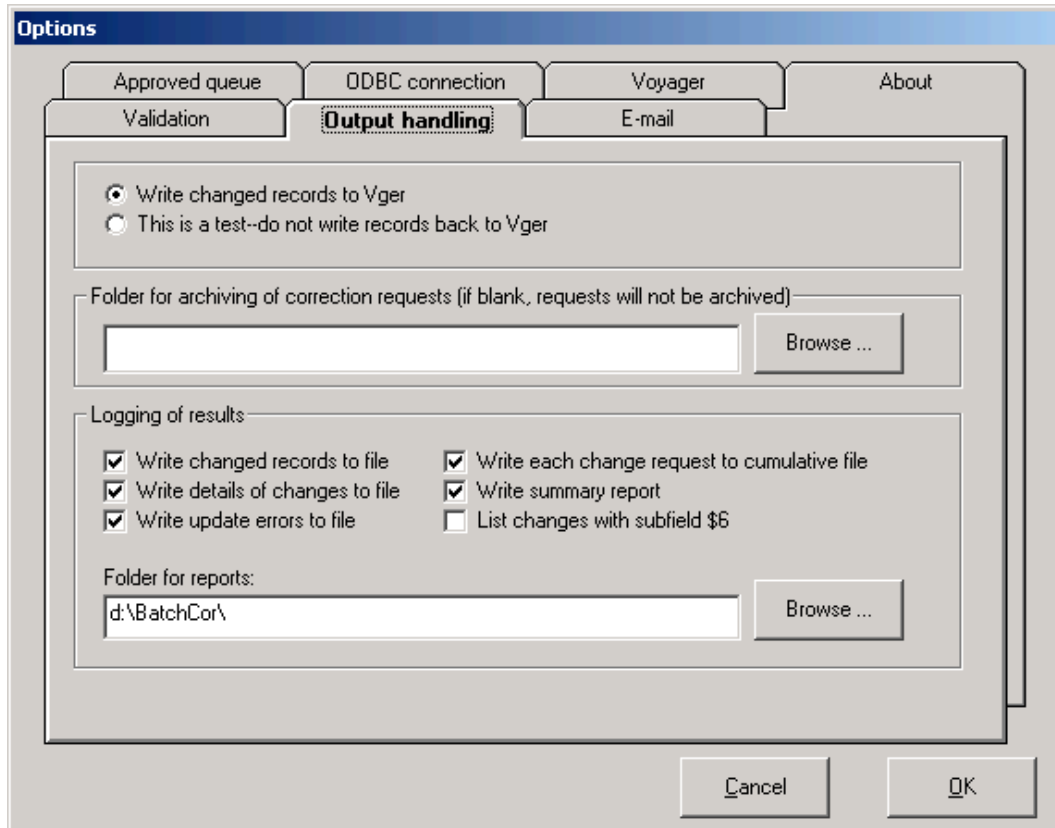 Options
Approved queue ODBC connection Voyager About
Validation Output handling E-mail
Write changed records to Vger
This is a test--do not write records back to Vger
Folder for archiving of correction requests (if blank, requests will not be archived)
Browse ...
Logging of results
Write changed records to file Write each change request to cumulative file
Write details of changes to file Write summary report
Write update errors to file List changes with subfield $6
Folder for reports:
d:\BatchCor\ Browse ...
Cancel OK